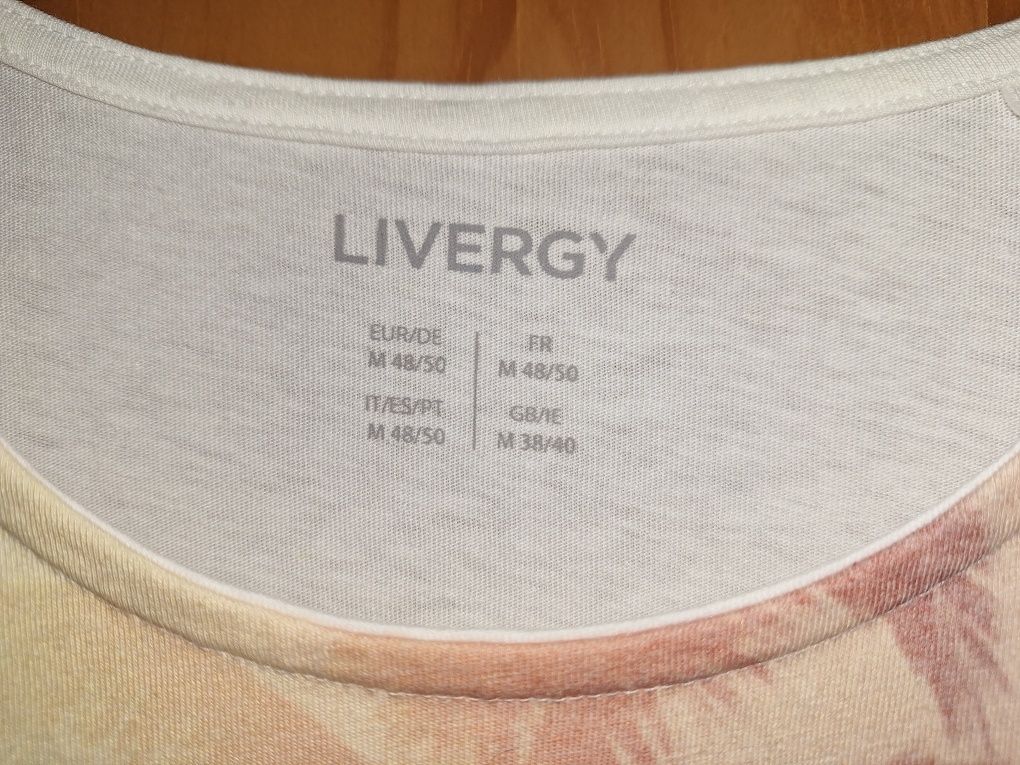 LIVERGY
EUR/DE
M 48/50
FR
M 48/50
IT/ES/PT
M 48/50
GB/IE
M 38/40